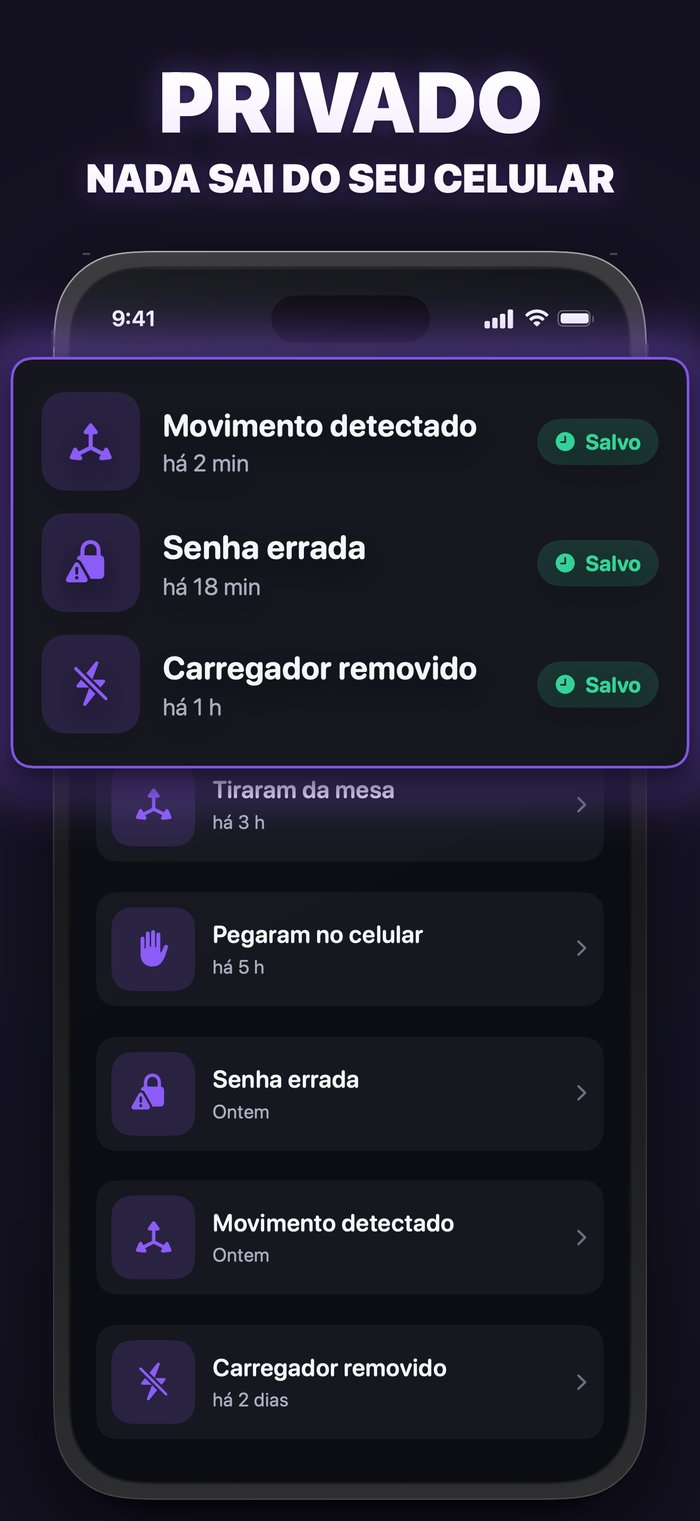 PRIVADO
NADA SAI DO SEU CELULAR
9:41
Movimento detectado
há 2 min
Salvo
Senha errada
há 18 min
Salvo
Carregador removido
há 1 h
Salvo
Tiraram da mesa
há 3 h
Pegaram no celular
há 5 h
Senha errada
Ontem
Movimento detectado
Ontem
Carregador removido
há 2 dias